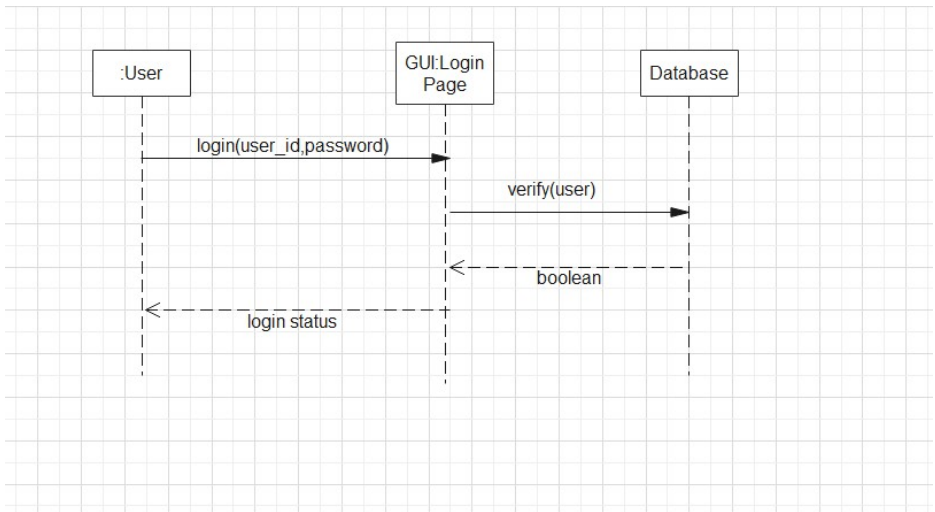 :User
GUI:Login
Page
Database
login(user_id,password)
verify(user)
boolean
login status